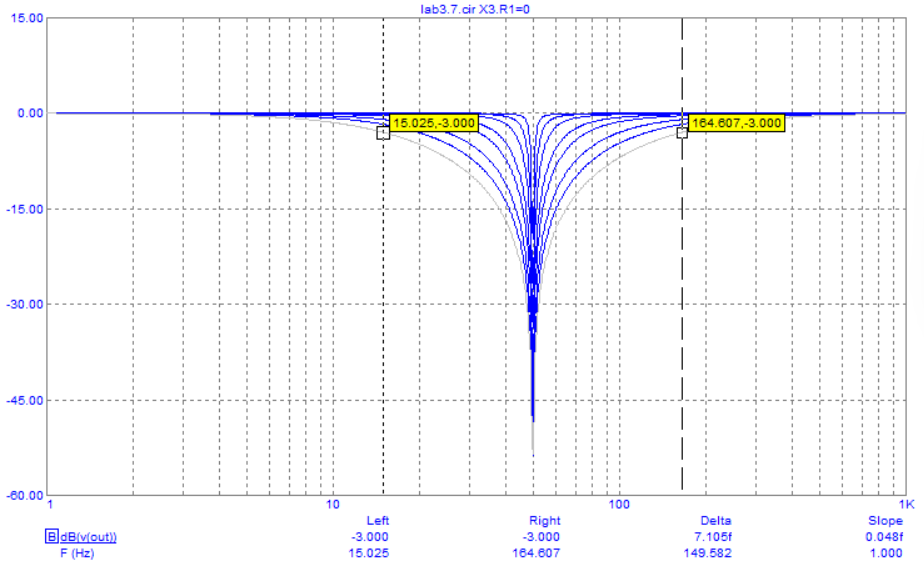 lab3.7.cir X3.R1=0
15.00
0.00
15.025,-3.000 164.607,-3.000
-15.00
-30.00
-45.00
-60.00
1 10 100 1K
Left Right Delta Slope
B dB(v(out)) -3.000 -3.000 7.105f 0.048f
F (Hz) 15.025 164.607 149.582 1.000